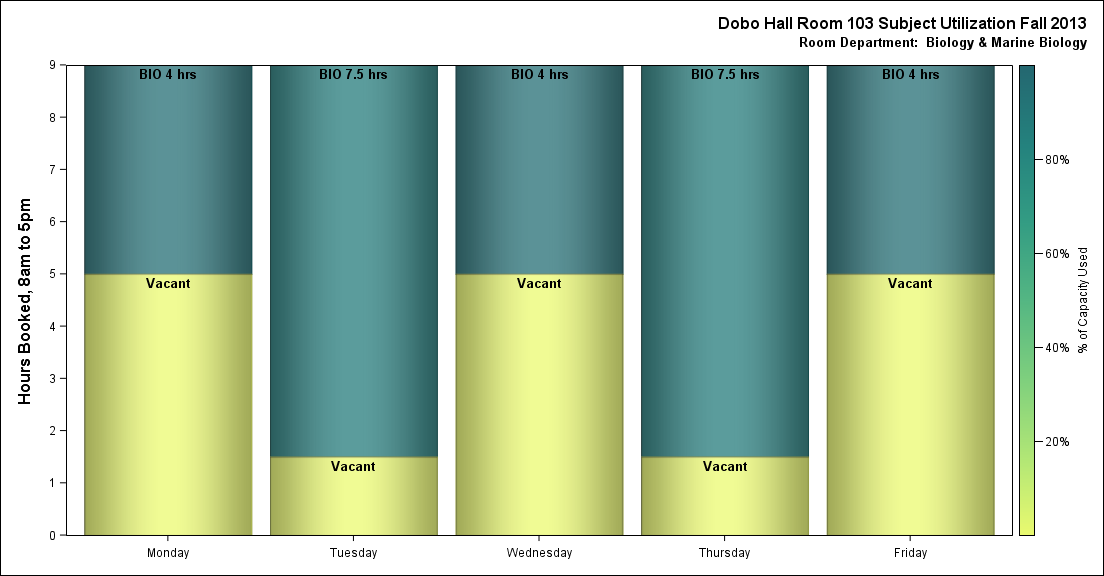 Dobo Hall Room 103 Subject Utilization Fall 2013
Room Department:  Biology & Marine Biology
Hours Booked, 8am to 5pm
9
8
7
6
5
4
3
2
1
0
BIO 4 hrs
BIO 7.5 hrs
BIO 4 hrs
BIO 7.5 hrs
BIO 4 hrs
Vacant
Vacant
Vacant
Vacant
Vacant
Monday
Tuesday
Wednesday
Thursday
Friday
80%
60%
40%
20%
% of Capacity Used